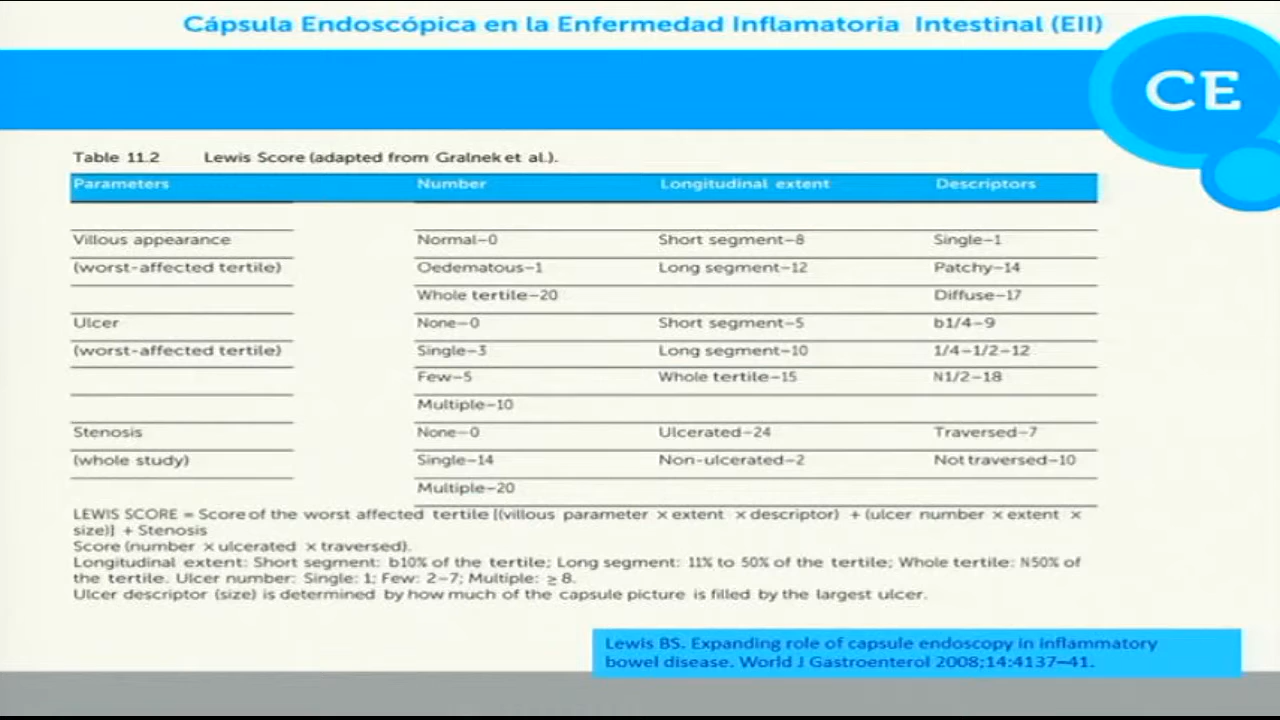 Cápsula Endoscópica en la Enfermedad Inflamatoria Intestinal (EII)
CE
Table 11.2 Lewis Score (adapted from Gralnek et al.).
Parameters Number Longitudinal extent Descriptors
Villous appearance Normal–0 Short segment–8 Single–1
(worst-affected tertile) Oedematous–1 Long segment–12 Patchy–14
Whole tertile–20 Diffuse–17
Ulcer None–0 Short segment–5 b1/4–9
(worst-affected tertile) Single–3 Long segment–10 1/4–1/2–12
Few–5 Whole tertile–15 N1/2–18
Multiple–10
Stenosis None–0 Ulcerated–24 Traversed–7
(whole study) Single–14 Non-ulcerated–2 Not traversed–10
Multiple–20
LEWIS SCORE = Score of the worst affected tertile [(villous parameter × extent × descriptor) + (ulcer number × extent ×
size)] + Stenosis
Score (number × ulcerated × traversed).
Longitudinal extent: Short segment: b10% of the tertile; Long segment: 11% to 50% of the tertile; Whole tertile: N50% of
the tertile. Ulcer number: Single: 1; Few: 2–7; Multiple: ≥ 8.
Ulcer descriptor (size) is determined by how much of the capsule picture is filled by the largest ulcer.
Lewis BS. Expanding role of capsule endoscopy in inflammatory
bowel disease. World J Gastroenterol 2008;14:4137–41.